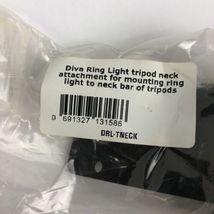 Diva Ring Light tripod neck
attachment for mounting ring
light to neck bar of tripods
0 691327 131586
DRL-TNECK